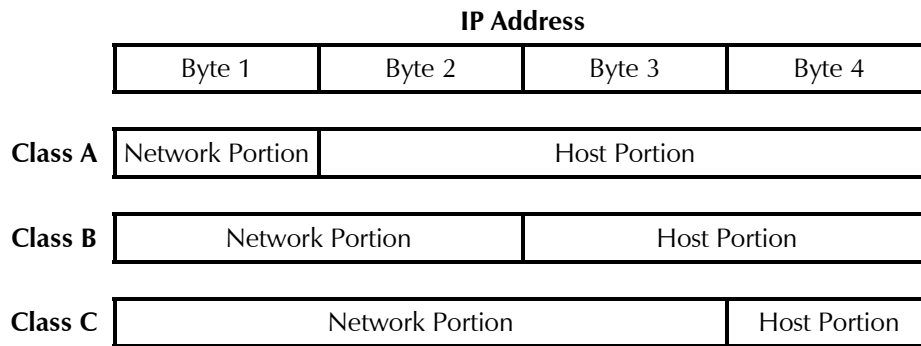 IP Address
Byte 1 Byte 2 Byte 3 Byte 4
Class A Network Portion Host Portion
Class B Network Portion Host Portion
Class C Network Portion Host Portion